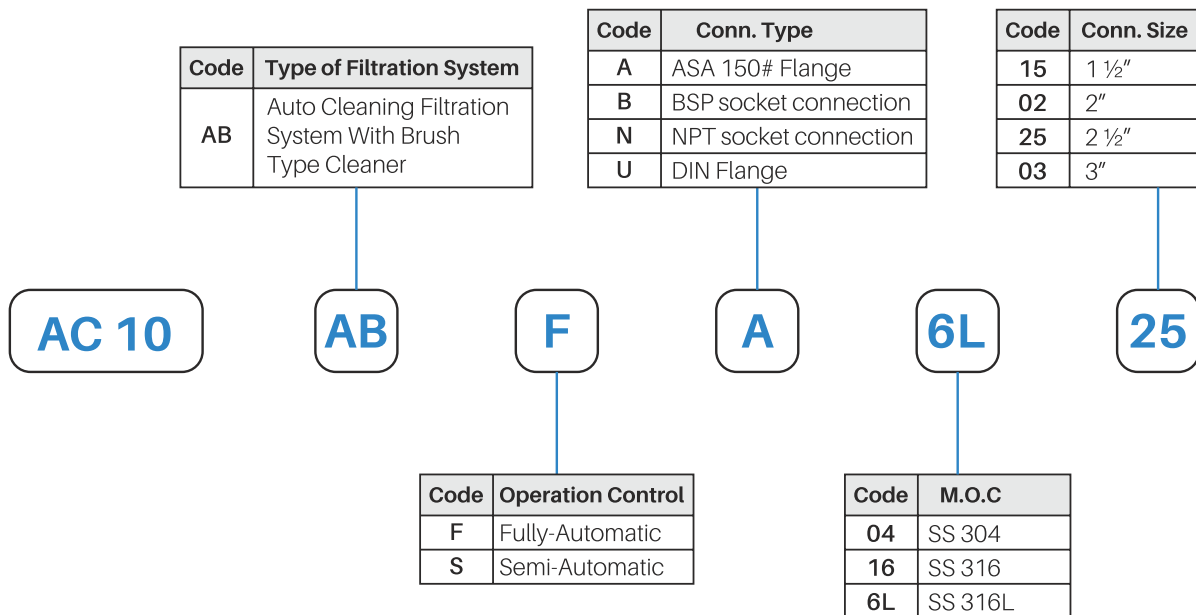 Code Type of Filtration System
AB Auto Cleaning Filtration
System With Brush
Type Cleaner
Code Conn. Type
A ASA 150# Flange
B BSP socket connection
N NPT socket connection
U DIN Flange
Code Conn. Size
15 1 ½”
02 2”
25 2 ½”
03 3”
AC 10 AB F A 6L 25
Code Operation Control
F Fully-Automatic
S Semi-Automatic
Code M.O.C
04 SS 304
16 SS 316
6L SS 316L